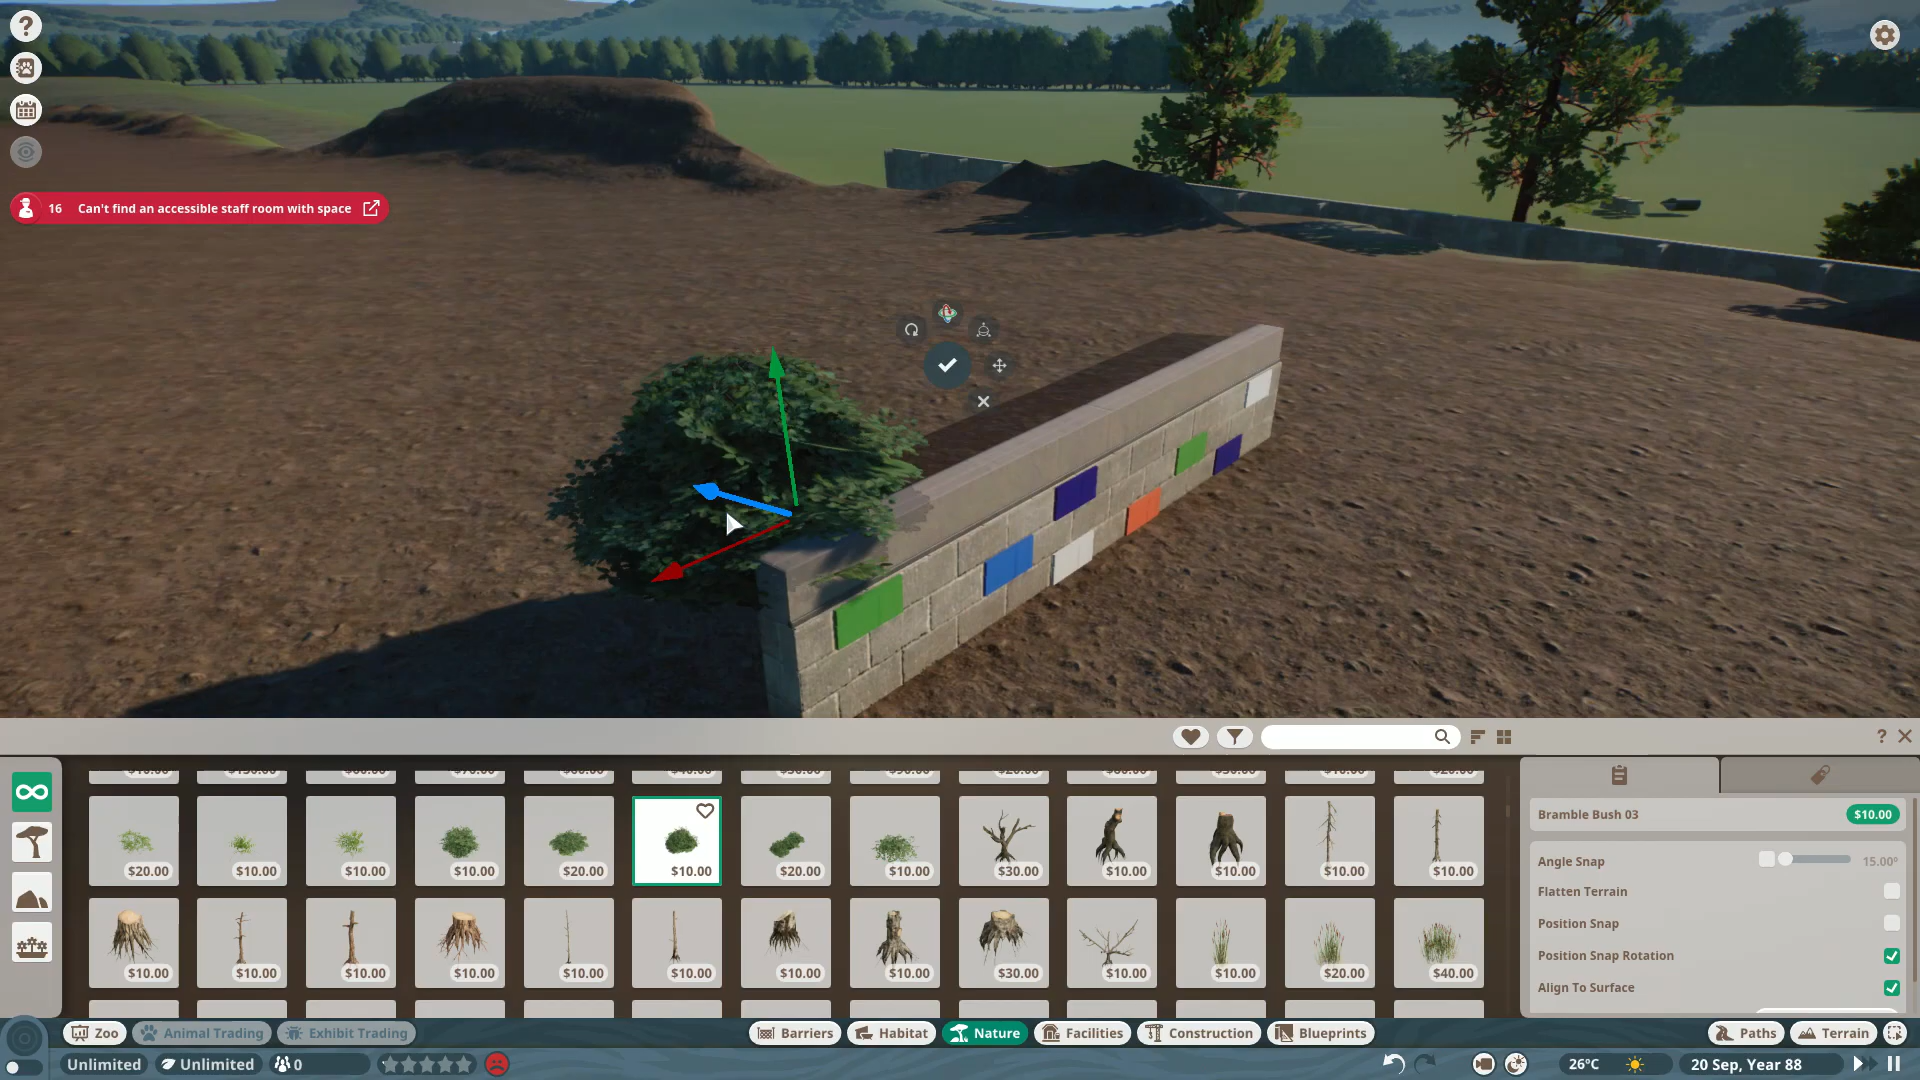 ?
16 Can't find an accessible staff room with space
? 
Bramble Bush 03 $10.00
Angle Snap 15.00°
Flatten Terrain
Position Snap
Position Snap Rotation
Align To Surface
$20.00 $10.00 $10.00 $10.00 $20.00 $10.00 $20.00 $10.00 $30.00 $10.00 $10.00 $10.00 $10.00
$10.00 $10.00 $10.00 $10.00 $10.00 $10.00 $10.00 $10.00 $30.00 $10.00 $10.00 $20.00 $40.00
Zoo Animal Trading Exhibit Trading Barriers Habitat Nature Facilities Construction Blueprints Paths Terrain
Unlimited Unlimited 0 26°C 20 Sep, Year 88